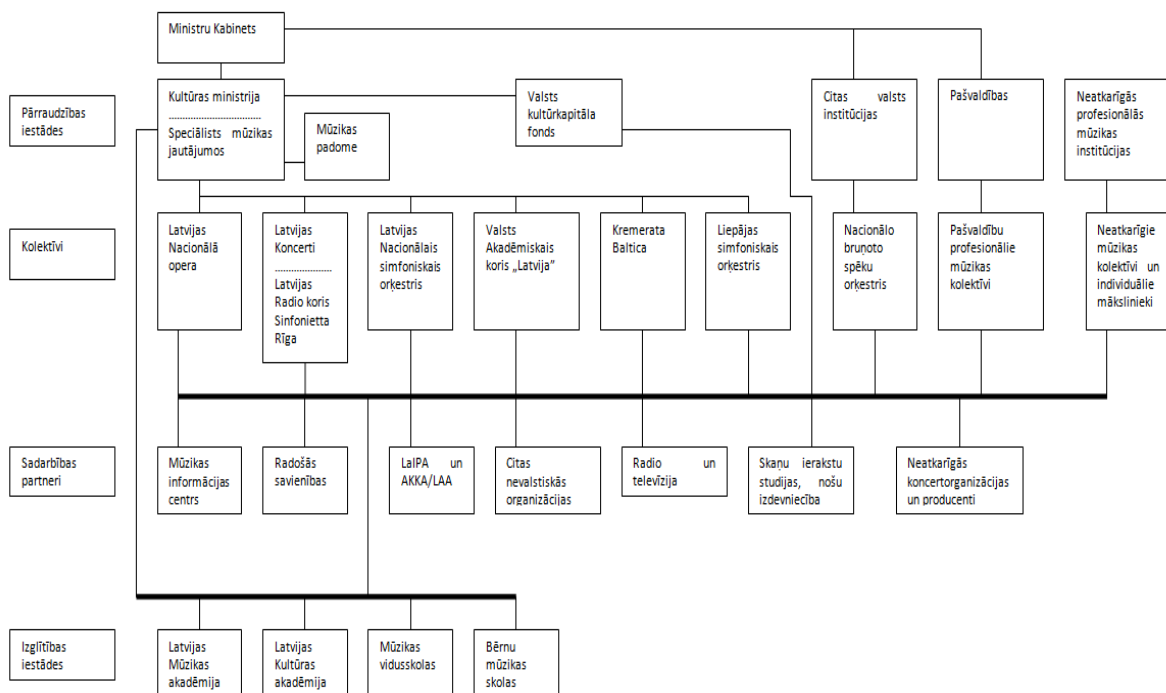 Ministru Kabinets
Pārraudzības
iestādes
Kultūras ministrija
..................................
Speciālists mūzikas
jautājumos
Mūzikas
padome
Valsts
kultūrkapitāla
fonds
Citas valsts
institūcijas
Pašvaldības
Neatkarīgās
profesionālās
mūzikas
institūcijas
Kolektīvi
Latvijas
Nacionālā
opera
Latvijas
Koncerti
.....................
Latvijas
Radio koris
Sinfonietta
Rīga
Latvijas
Nacionālais
simfoniskais
orķestris
Valsts
Akadēmiskais
koris „Latvija”
Kremerata
Baltica
Liepājas
simfoniskais
orķestris
Nacionālo
bruņoto
spēku
orķestris
Pašvaldību
profesionālie
mūzikas
kolektīvi
Neatkarīgie
mūzikas
kolektīvi un
individuālie
mākslinieki
Sadarbības
partneri
Mūzikas
informācijas
centrs
Radošās
savienības
LaIPA un
AKKA/LAA
Citas
nevalstiskās
organizācijas
Radio un
televīzija
Skaņu ierakstu
studijas, nošu
izdevniecība
Neatkarīgās
koncertorganizācijas
un producenti
Izglītības
iestādes
Latvijas
Mūzikas
akadēmija
Latvijas
Kultūras
akadēmija
Mūzikas
vidusskolas
Bērnu
mūzikas
skolas